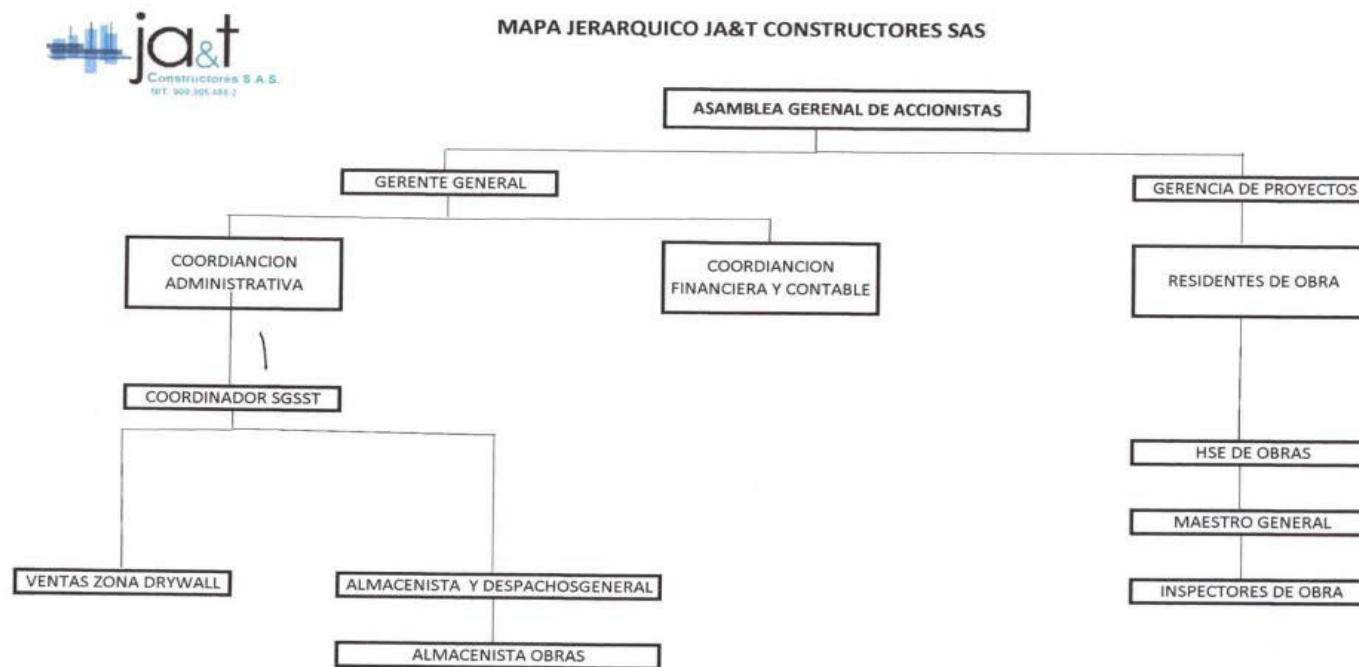 MAPA JERARQUICO JA&T CONSTRUCTORES SAS
ja&t
Constructores S.A.S.
ASAMBLEA GERENAL DE ACCIONISTAS
GERENTE GENERAL
GERENCIA DE PROYECTOS
COORDIANCION
ADMINISTRATIVA
COORDIANCION
FINANCIERA Y CONTABLE
RESIDENTES DE OBRA
COORDINADOR SGSST
HSE DE OBRAS
MAESTRO GENERAL
VENTAS ZONA DRYWALL
ALMACENISTA Y DESPACHOSGENERAL
INSPECTORES DE OBRA
ALMACENISTA OBRAS